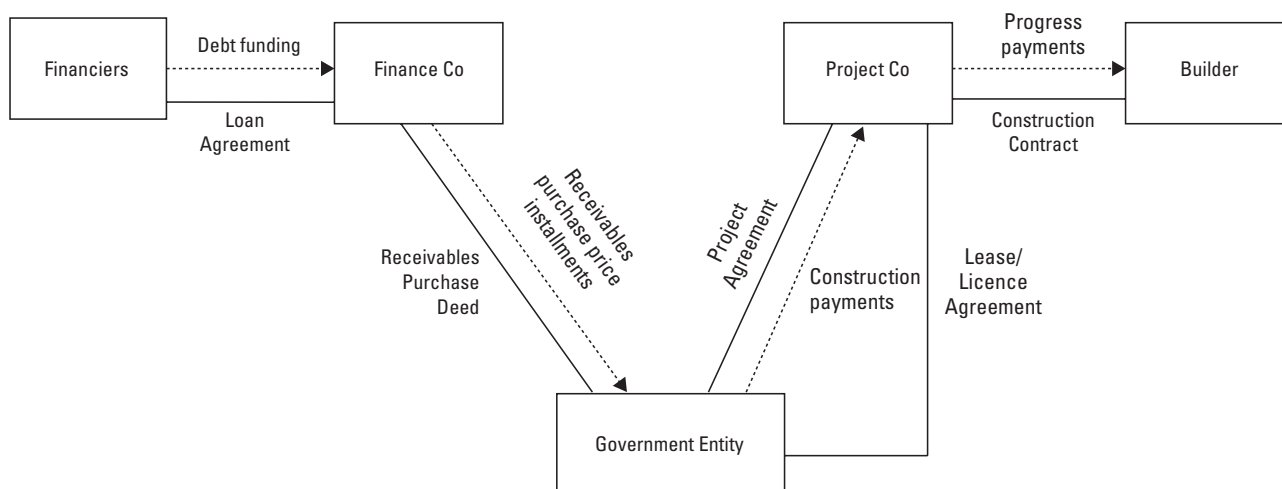 Financiers
Debt funding
Loan
Agreement
Finance Co
Project Co
Progress
payments
Construction
Contract
Builder
Receivables
Purchase
Deed
Receivables
purchase price
installments
Project
Agreement
Construction
payments
Lease/
Licence
Agreement
Government Entity